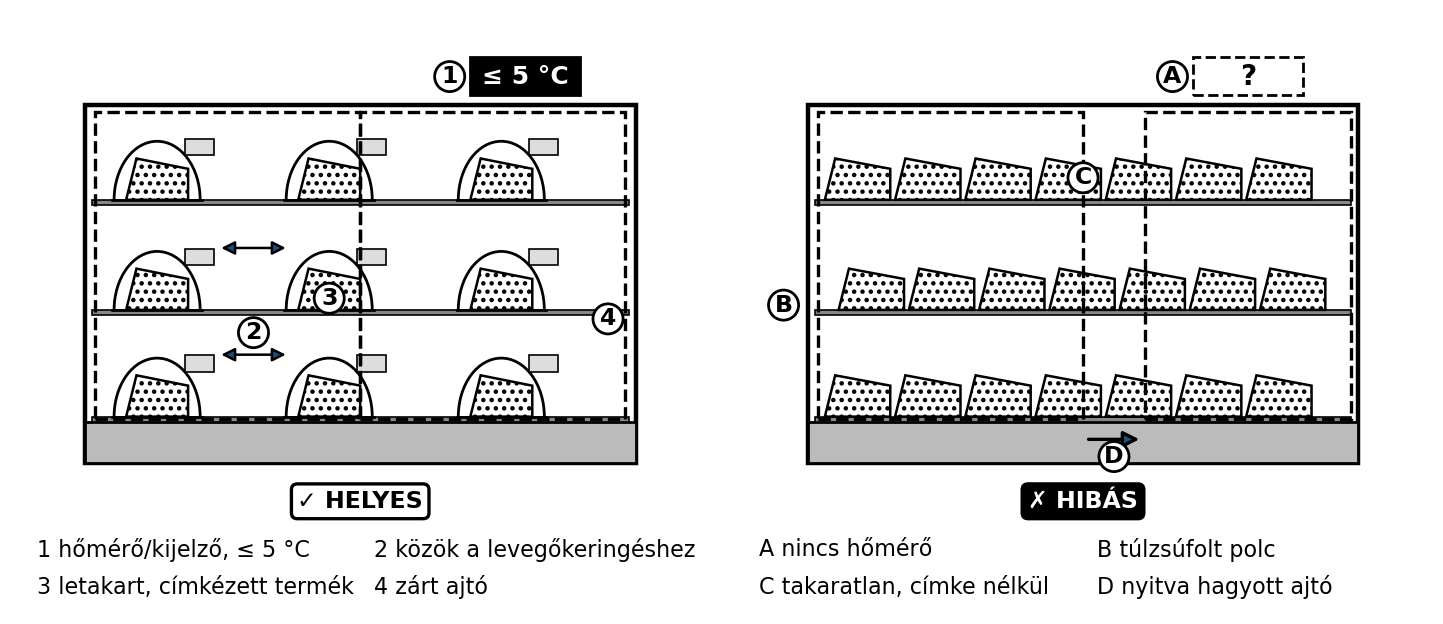 1 ≤ 5 °C
2
3
4
✓ HELYES
1 hőmérő/kijelző, ≤ 5 °C
2 közök a levegőkeringéshez
3 letakart, címkézett termék
4 zárt ajtó
A ?
C
B
D
✗ HIBÁS
A nincs hőmérő
B túlzsúfolt polc
C takaratlan, címke nélkül
D nyitva hagyott ajtó